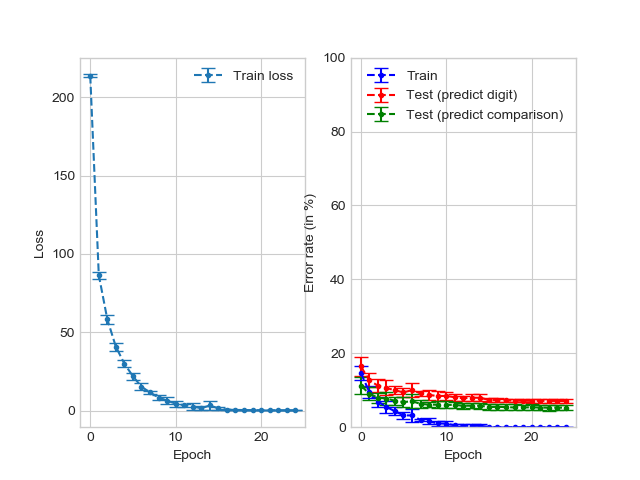 Train loss
200
150
100
50
0
0
10
20
Loss
Epoch
Train
Test (predict digit)
Test (predict comparison)
100
80
60
40
20
0
0
10
20
Error rate (in %)
Epoch